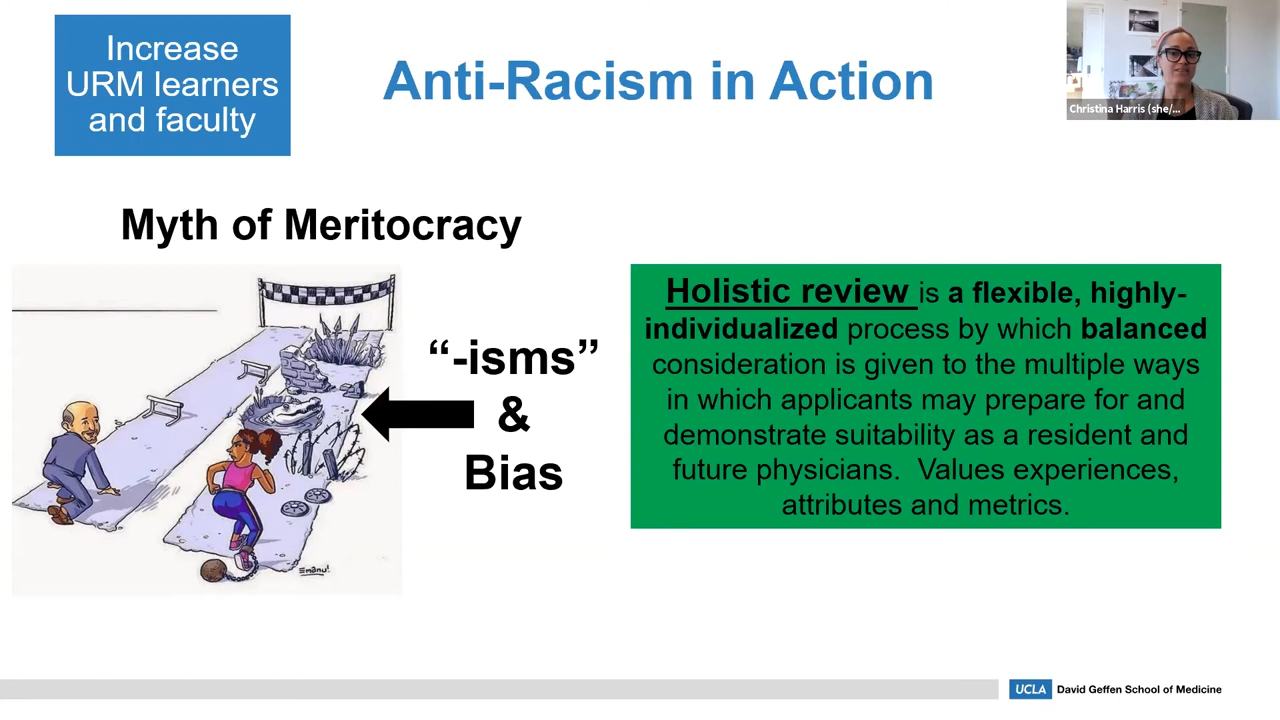 Increase
URM learners
and faculty
Anti-Racism in Action
Christina Harris (she/...
Myth of Meritocracy
“-isms”
&
Bias
Emanu!
Holistic review is a flexible, highly-
individualized process by which balanced
consideration is given to the multiple ways
in which applicants may prepare for and
demonstrate suitability as a resident and
future physicians. Values experiences,
attributes and metrics.
UCLA David Geffen School of Medicine